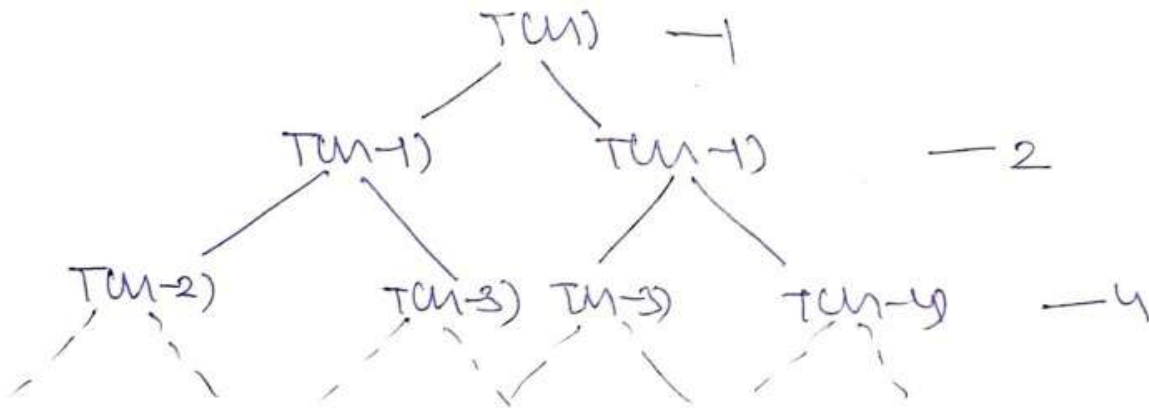 T(n) — 1
T(n-1) T(n-1) — 2
T(n-2) T(n-3) T(n-3) T(n-4) — 4